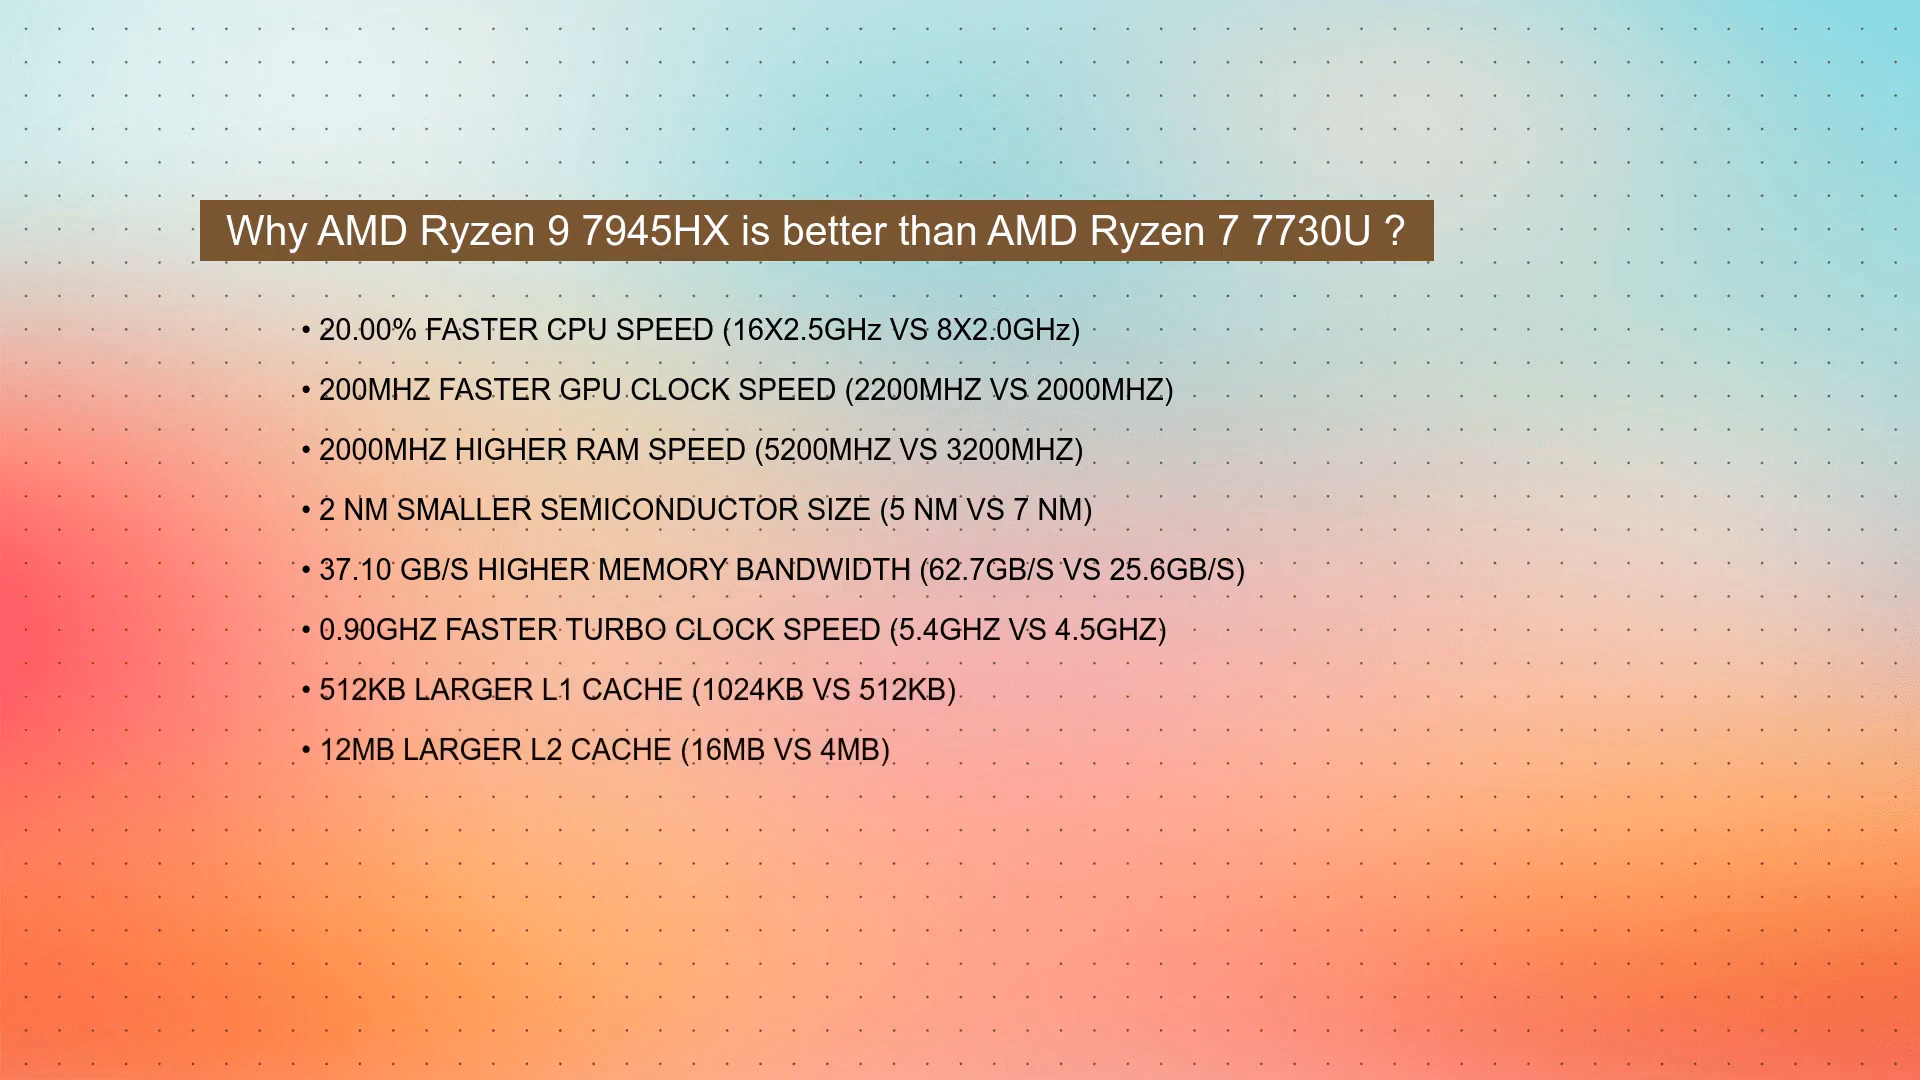 Why AMD Ryzen 9 7945HX is better than AMD Ryzen 7 7730U ?
• 20.00% FASTER CPU SPEED (16X2.5GHz VS 8X2.0GHz)
• 200MHZ FASTER GPU CLOCK SPEED (2200MHZ VS 2000MHZ)
• 2000MHZ HIGHER RAM SPEED (5200MHZ VS 3200MHZ)
• 2 NM SMALLER SEMICONDUCTOR SIZE (5 NM VS 7 NM)
• 37.10 GB/S HIGHER MEMORY BANDWIDTH (62.7GB/S VS 25.6GB/S)
• 0.90GHZ FASTER TURBO CLOCK SPEED (5.4GHZ VS 4.5GHZ)
• 512KB LARGER L1 CACHE (1024KB VS 512KB)
• 12MB LARGER L2 CACHE (16MB VS 4MB)